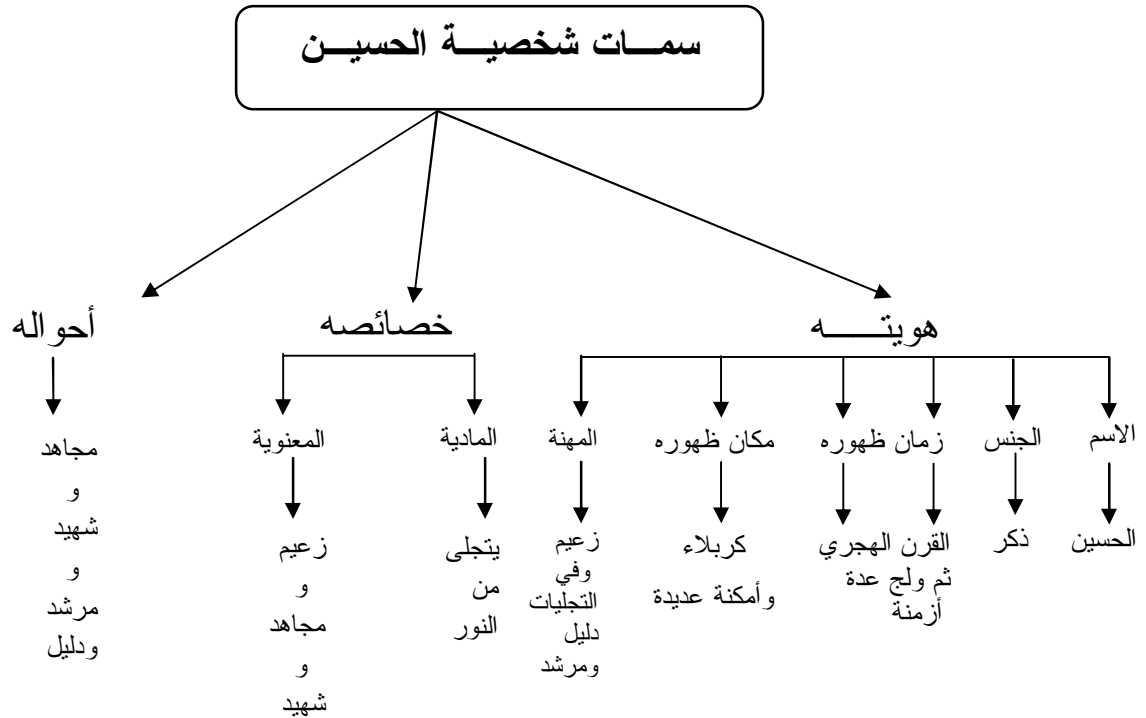 سمـــات شخصيـــة الحسيـــن
هويتـــــه
خصائصه
أحواله
الاسم
الجنس
زمان ظهوره
مكان ظهوره
المهنة
المادية
المعنوية
الحسين
ذكر
القرن الهجري
ثم ولج عدة
أزمنة
كربلاء
وأمكنة عديدة
زعيم
وفي
التجليات
دليل
ومرشد
يتجلى
من
النور
زعيم
و
مجاهد
و
شهيد
مجاهد
و
شهيد
و
مرشد
ودليل